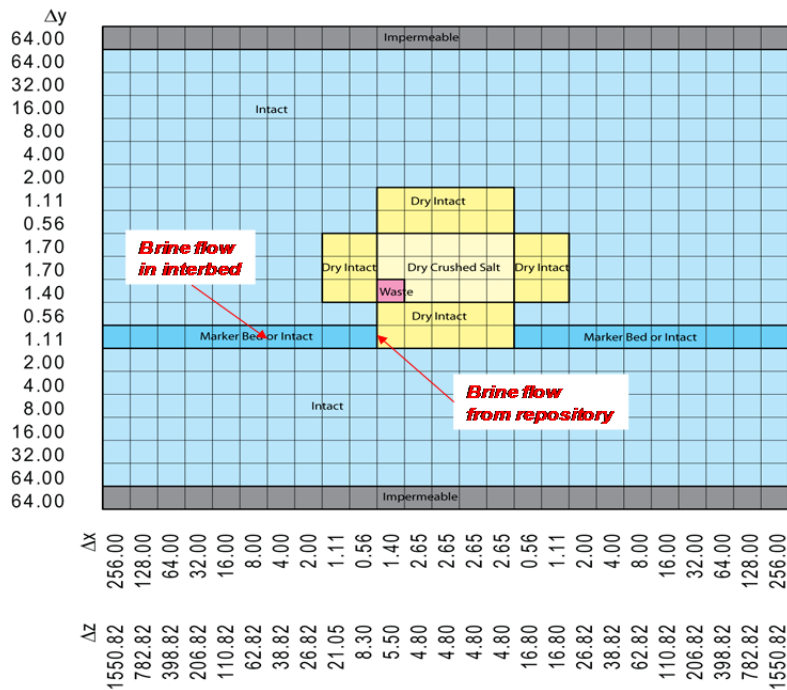 Δy
64.00 Impermeable
64.00
32.00
16.00 Intact
8.00
4.00
2.00
1.11 Dry Intact
0.56
1.70 Brine flow
in interbed
1.70 Dry Intact Dry Crushed Salt Dry Intact
1.40 Waste
0.56 Dry Intact
1.11 Marker Bed or Intact Marker Bed or Intact
2.00
4.00 Brine flow
from repository
8.00 Intact
16.00
32.00
64.00
64.00 Impermeable
Δx 256.00 128.00 64.00 32.00 16.00 8.00 4.00 2.00 1.11 0.56 1.40 2.65 2.65 2.65 2.65 0.56 1.11 2.00 4.00 8.00 16.00 32.00 64.00 128.00 256.00
Δz 1550.82 782.82 398.82 206.82 110.82 62.82 38.82 26.82 21.05 8.30 5.50 4.80 4.80 4.80 4.80 16.80 16.80 26.82 38.82 62.82 110.82 206.82 398.82 782.82 1550.82